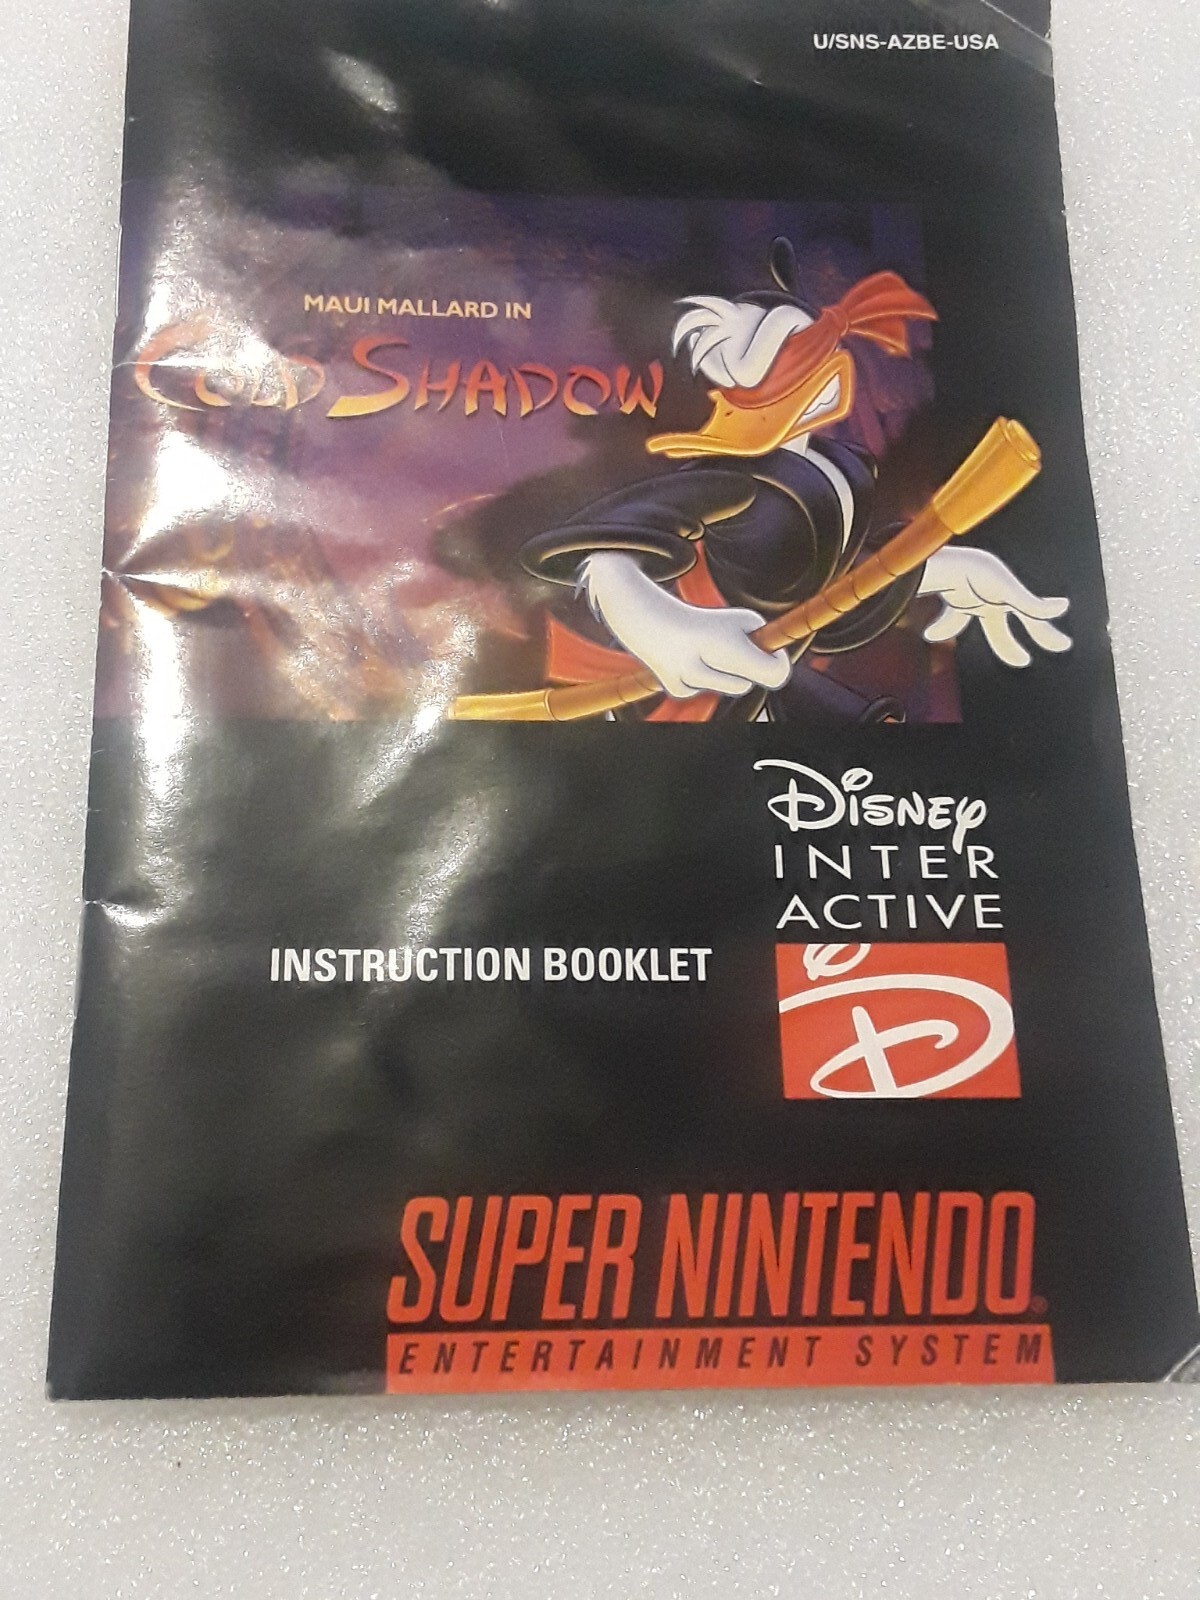 U/SNS-AZBE-USA
MAUI MALLARD IN
COLD SHADOW
DISNEY
INTER
ACTIVE
INSTRUCTION BOOKLET
D
SUPER NINTENDO®
ENTERTAINMENT SYSTEM